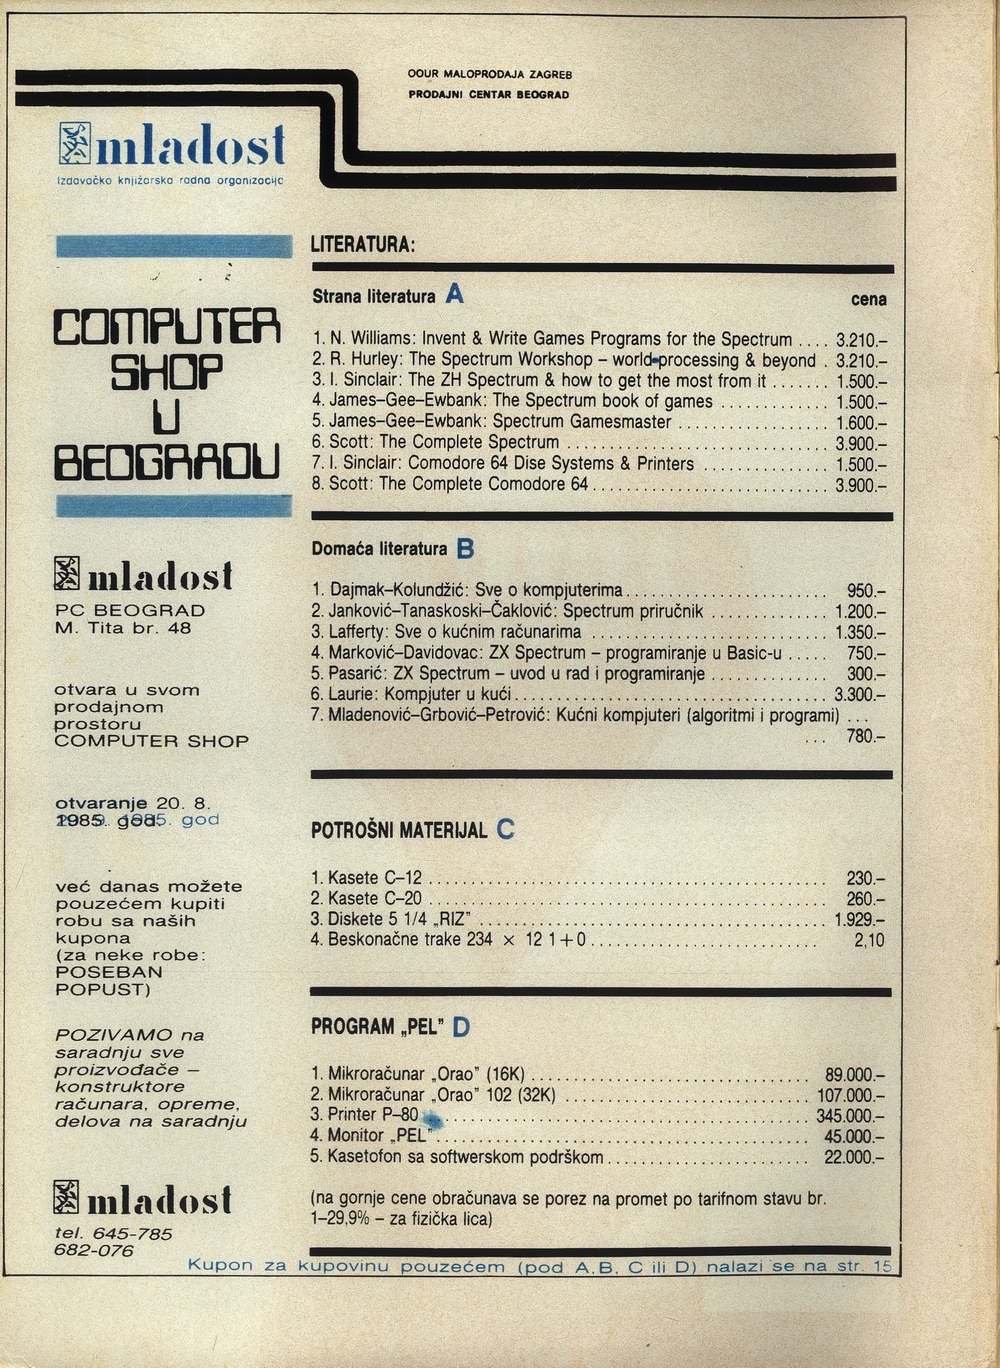 OOUR MALOPRODAJA ZAGREB
PRODAJNI CENTAR BEOGRAD
mladost
Izdavačko knjižarska radna organizacija
COMPUTER
SHOP
U
BEOGRADU
mladost
PC BEOGRAD
M. Tita br. 48
otvara u svom
prodajnom
prostoru
COMPUTER SHOP
otvaranje 20. 8.
1985. god.
1985. god
već danas možete
pouzećem kupiti
robu sa naših
kupona
(za neke robe:
POSEBAN
POPUST)
POZIVAMO na
saradnju sve
proizvođače –
konstruktore
računara, opreme,
delova na saradnju
mladost
tel. 645-785
682-076
LITERATURA:
Strana literatura A cena
1. N. Williams: Invent & Write Games Programs for the Spectrum .... 3.210.–
2. R. Hurley: The Spectrum Workshop – world-processing & beyond . 3.210.–
3. I. Sinclair: The ZH Spectrum & how to get the most from it ....... 1.500.–
4. James–Gee–Ewbank: The Spectrum book of games ............. 1.500.–
5. James–Gee–Ewbank: Spectrum Gamesmaster .................. 1.600.–
6. Scott: The Complete Spectrum ............................... 3.900.–
7. I. Sinclair: Comodore 64 Dise Systems & Printers ............... 1.500.–
8. Scott: The Complete Comodore 64 ............................ 3.900.–
Domaća literatura B
1. Dajmak–Kolundžić: Sve o kompjuterima ........................ 950.–
2. Janković–Tanaskoski–Čaklović: Spectrum priručnik .............. 1.200.–
3. Lafferty: Sve o kućnim računarima ............................ 1.350.–
4. Marković–Davidovac: ZX Spectrum – programiranje u Basic-u ..... 750.–
5. Pasarić: ZX Spectrum – uvod u rad i programiranje .............. 300.–
6. Laurie: Kompjuter u kući ..................................... 3.300.–
7. Mladenović–Grbović–Petrović: Kućni kompjuteri (algoritmi i programi) ...
... 780.–
POTROŠNI MATERIJAL C
1. Kasete C–12 ............................................... 230.–
2. Kasete C–20 ............................................... 260.–
3. Diskete 5 1/4 „RIZ” ......................................... 1.929.–
4. Beskonačne trake 234 × 12 1+0 ........................... 2,10
PROGRAM „PEL” D
1. Mikroračunar „Orao” (16K) ................................. 89.000.–
2. Mikroračunar „Orao” 102 (32K) ............................. 107.000.–
3. Printer P–80 ........................................... 345.000.–
4. Monitor „PEL” ............................................ 45.000.–
5. Kasetofon sa softwerskom podrškom ........................ 22.000.–
(na gornje cene obračunava se porez na promet po tarifnom stavu br.
1–29,9% – za fizička lica)
Kupon za kupovinu pouzećem (pod A,B, C ili D) nalazi se na str. 15